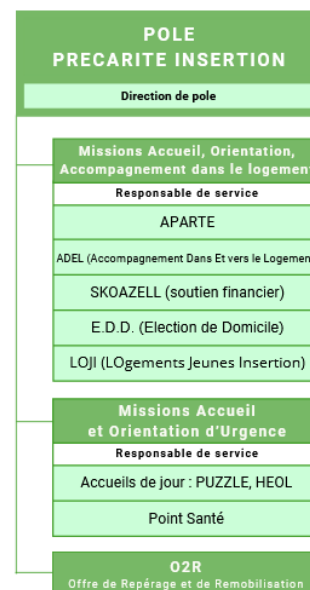 POLE
PRECARITE INSERTION
Direction de pole
Missions Accueil, Orientation,
Accompagnement dans le logement
Responsable de service
APARTE
ADEL (Accompagnement Dans Et vers le Logemen
SKOAZELL (soutien financier)
E.D.D. (Election de Domicile)
LOJI (LOgements Jeunes Insertion)
Missions Accueil
et Orientation d'Urgence
Responsable de service
Accueils de jour : PUZZLE, HEOL
Point Santé
O2R
Offre de Repérage et de Remobilisation